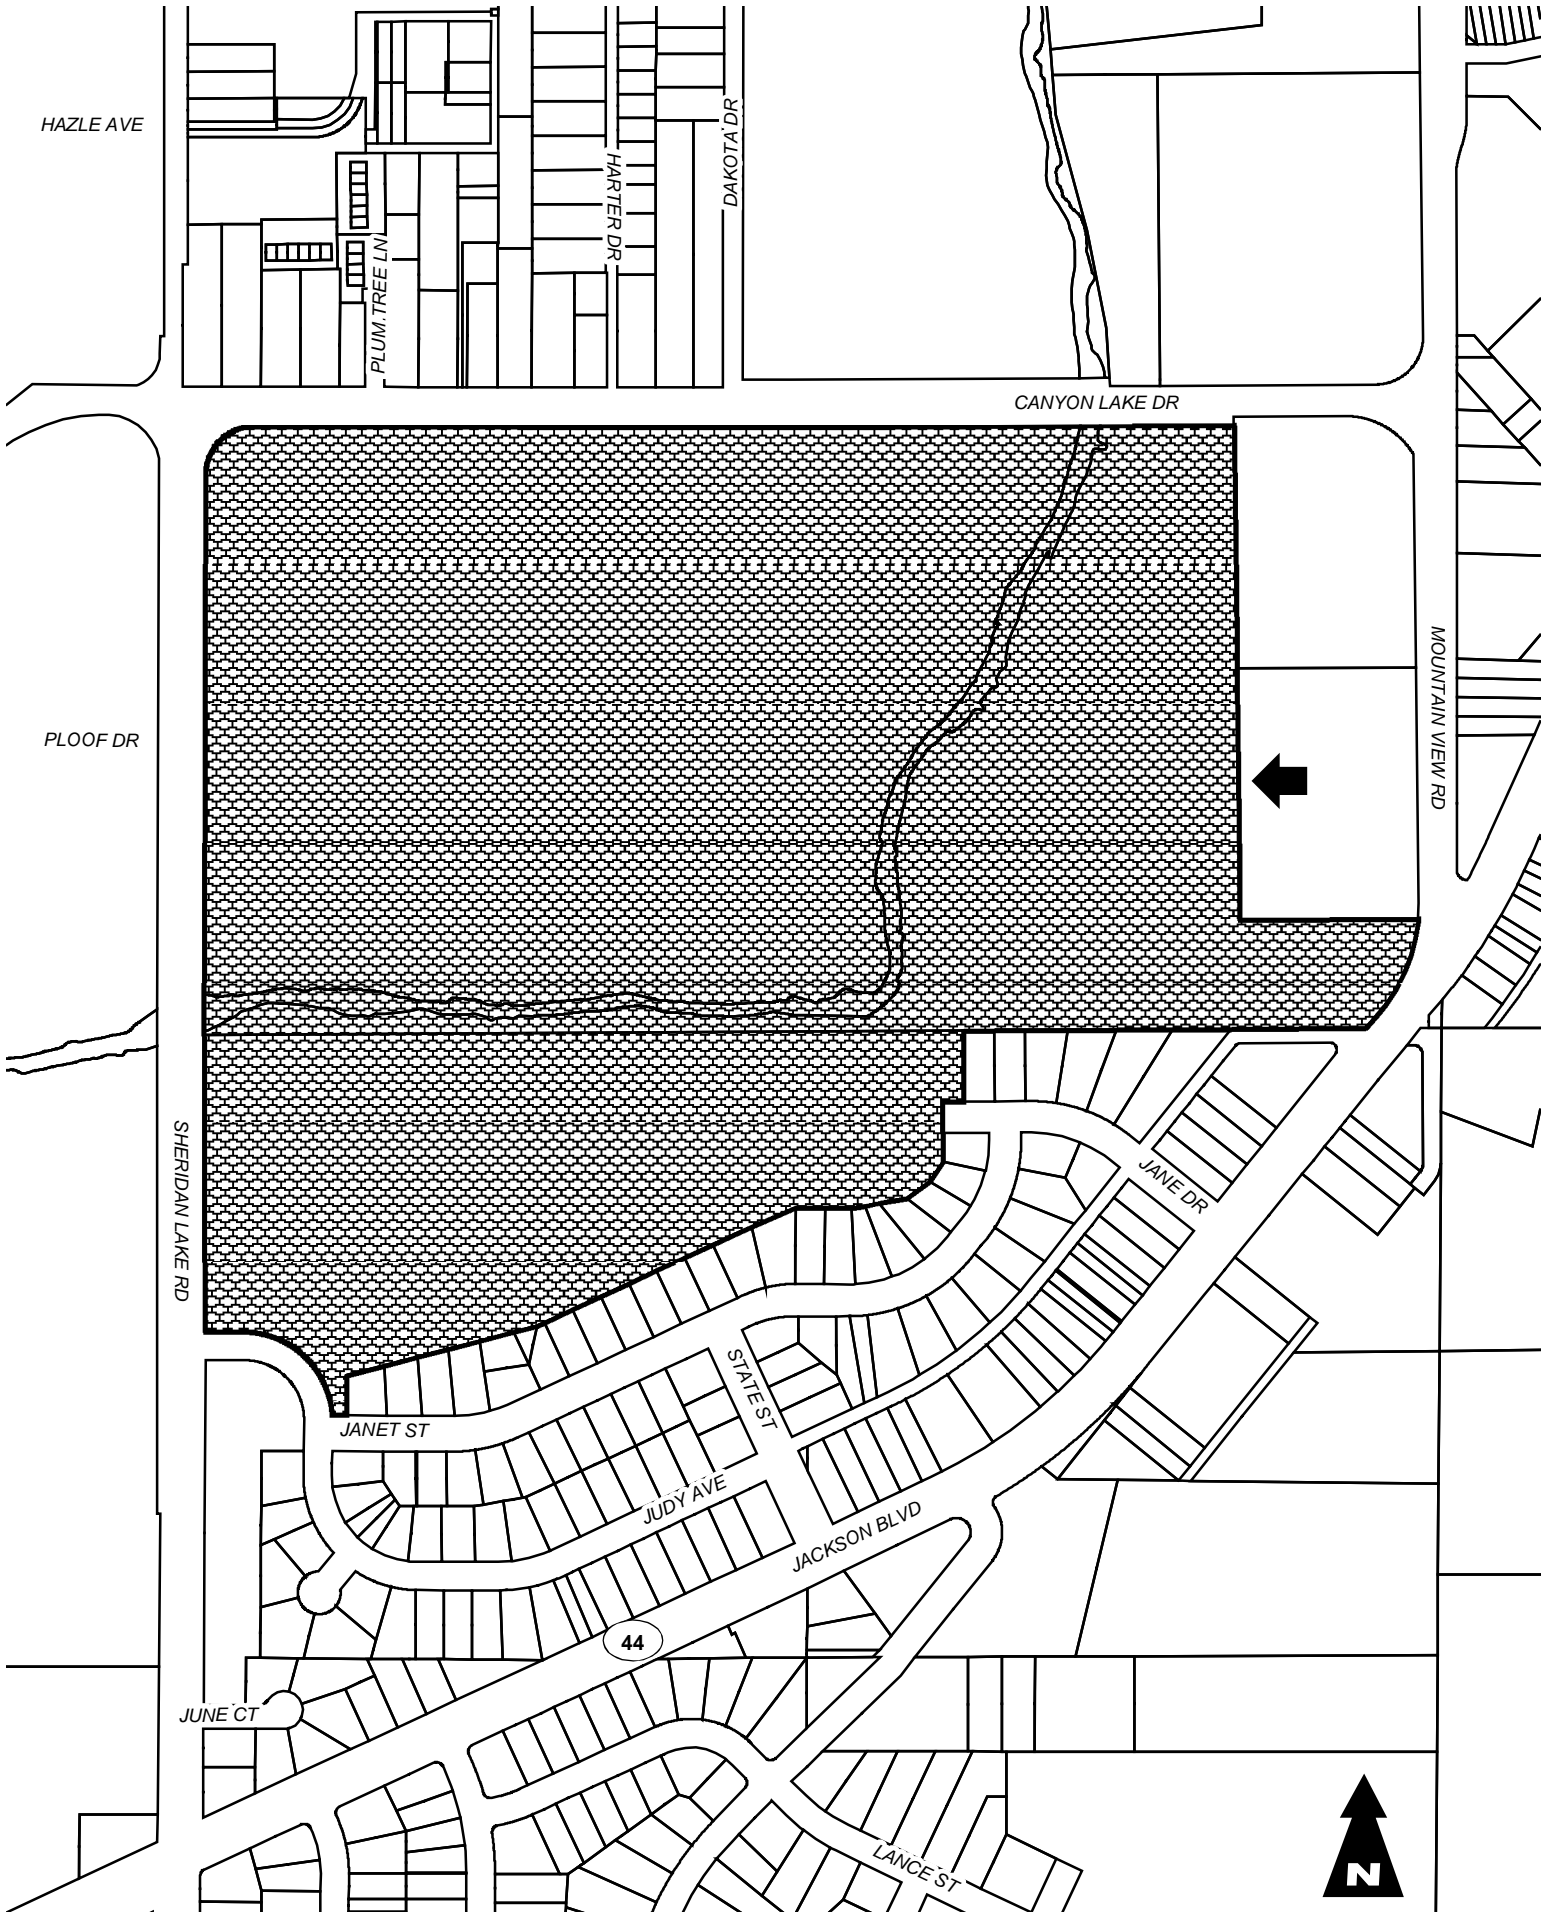 HAZLE AVE
DAKOTA DR
HARTER DR
PLUM TREE LN
CANYON LAKE DR
MOUNTAIN VIEW RD
PLOOF DR
SHERIDAN LAKE RD
JANE DR
STATE ST
JANET ST
JUDY AVE
JACKSON BLVD
44
JUNE CT
LANCE ST
N